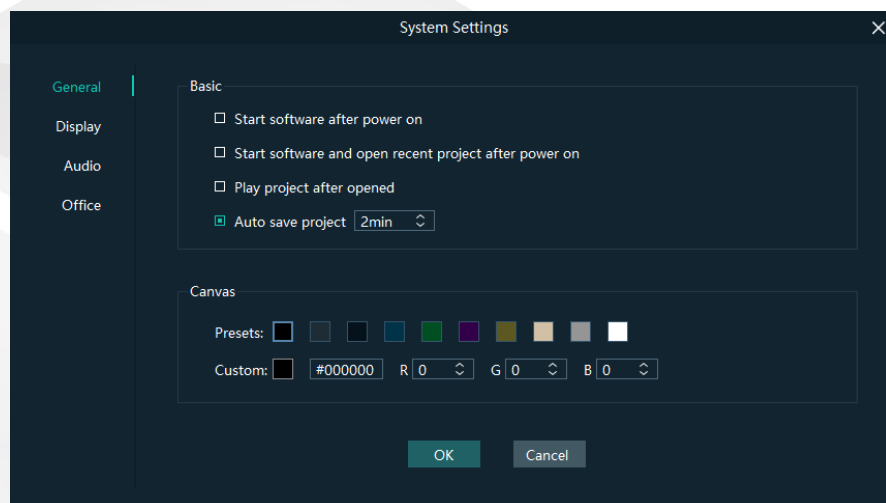 System Settings
General
Display
Audio
Office
Basic
Start software after power on
Start software and open recent project after power on
Play project after opened
Auto save project 2min
Canvas
Presets:
Custom: #000000 R 0 G 0 B 0
OK Cancel